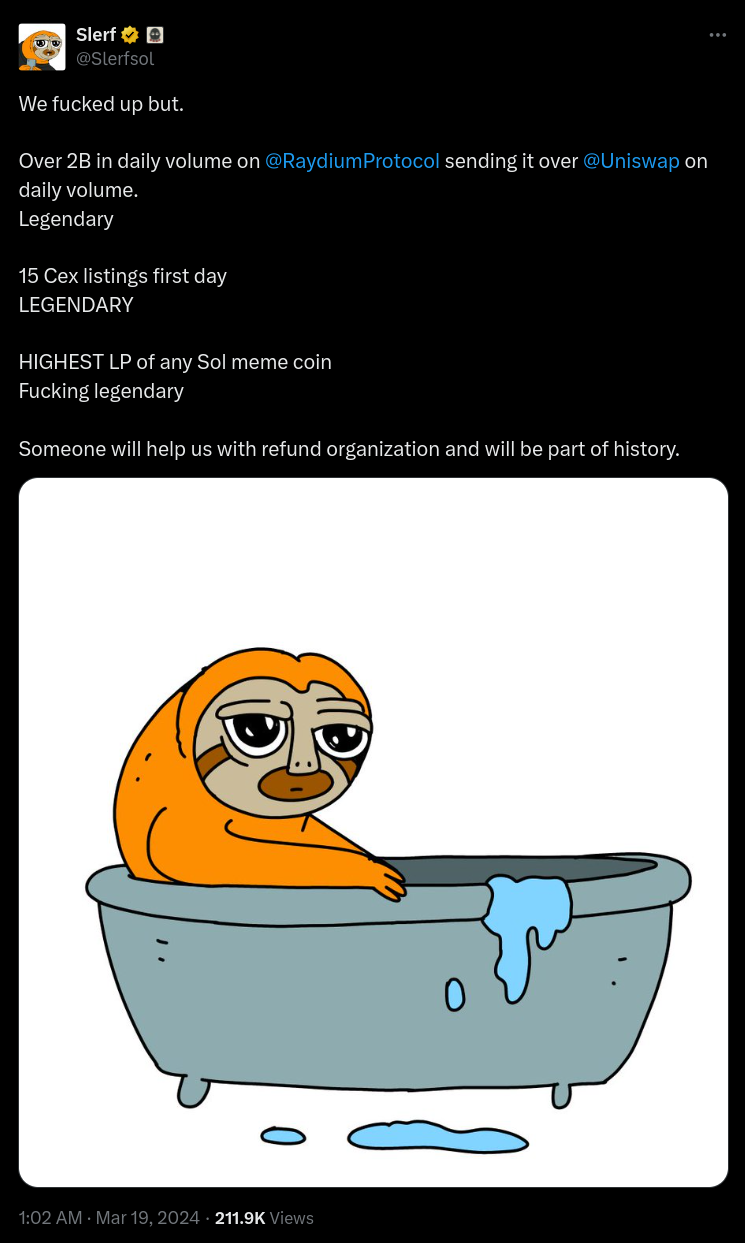 Slerf
@Slerfsol
We fucked up but.
Over 2B in daily volume on @RaydiumProtocol sending it over @Uniswap on
daily volume.
Legendary
15 Cex listings first day
LEGENDARY
HIGHEST LP of any Sol meme coin
Fucking legendary
Someone will help us with refund organization and will be part of history.
1:02 AM · Mar 19, 2024 · 211.9K Views